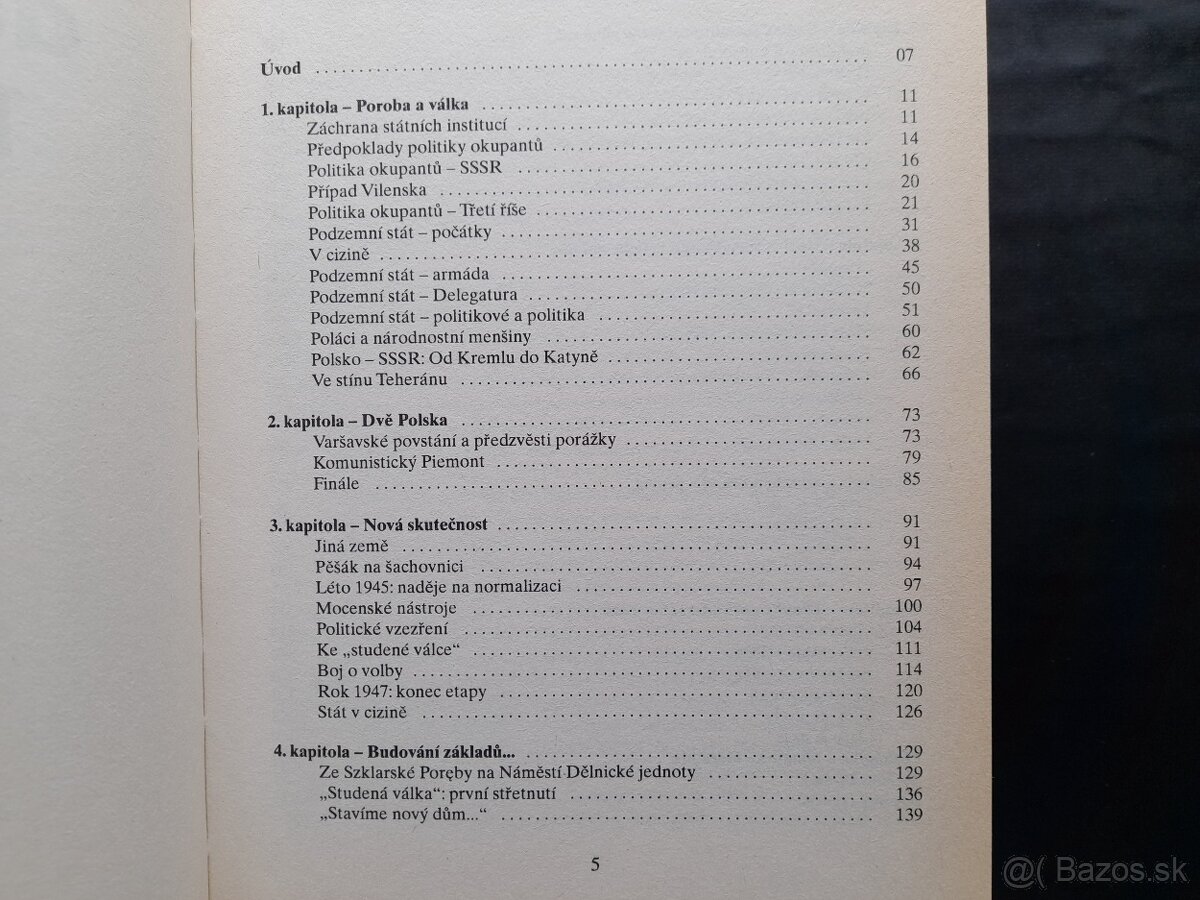 Úvod ........................ 07
1. kapitola – Poroba a válka ........................ 11
Záchrana státních institucí ........................ 11
Předpoklady politiky okupantů ........................ 14
Politika okupantů – SSSR ........................ 16
Případ Vilenska ........................ 20
Politika okupantů – Třetí říše ........................ 21
Podzemní stát – počátky ........................ 31
V cizině ........................ 38
Podzemní stát – armáda ........................ 45
Podzemní stát – Delegatura ........................ 50
Podzemní stát – politikové a politika ........................ 51
Poláci a národnostní menšiny ........................ 60
Polsko – SSSR: Od Kremlu do Katyně ........................ 62
Ve stínu Teheránu ........................ 66
2. kapitola – Dvě Polska ........................ 73
Varšavské povstání a předzvěsti porážky ........................ 73
Komunistický Piemont ........................ 79
Finále ........................ 85
3. kapitola – Nová skutečnost ........................ 91
Jiná země ........................ 91
Pěšák na šachovnici ........................ 94
Léto 1945: naděje na normalizaci ........................ 97
Mocenské nástroje ........................ 100
Politické vzezření ........................ 104
Ke „studené válce“ ........................ 111
Boj o volby ........................ 114
Rok 1947: konec etapy ........................ 120
Stát v cizině ........................ 126
4. kapitola – Budování základů... ........................ 129
Ze Szklarské Poręby na Náměstí Dělnické jednoty ........................ 129
„Studená válka“: první střetnutí ........................ 136
„Stavíme nový dům...“ ........................ 139
5
@( Bazos.sk